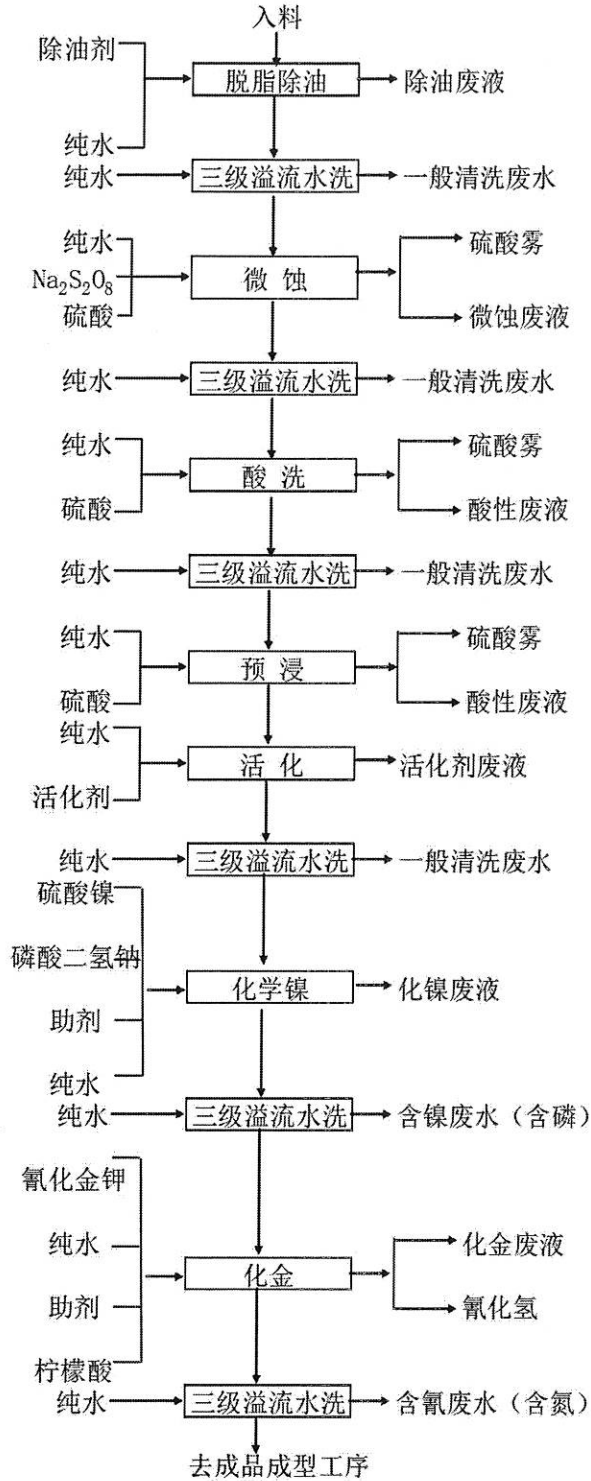 入料
除油剂
脱脂除油
除油废液
纯水
纯水
三级溢流水洗
一般清洗废水
纯水
硫酸雾
Na₂S₂O₈
微 蚀
硫酸
微蚀废液
纯水
三级溢流水洗
一般清洗废水
纯水
硫酸雾
酸 洗
硫酸
酸性废液
纯水
三级溢流水洗
一般清洗废水
纯水
硫酸雾
预 浸
硫酸
酸性废液
纯水
活 化
活化剂废液
活化剂
纯水
三级溢流水洗
一般清洗废水
硫酸镍
磷酸二氢钠
化学镍
化镍废液
助剂
纯水
纯水
三级溢流水洗
含镍废水（含磷）
氰化金钾
纯水
化金废液
化金
助剂
氰化氢
柠檬酸
纯水
三级溢流水洗
含氰废水（含氮）
去成品成型工序